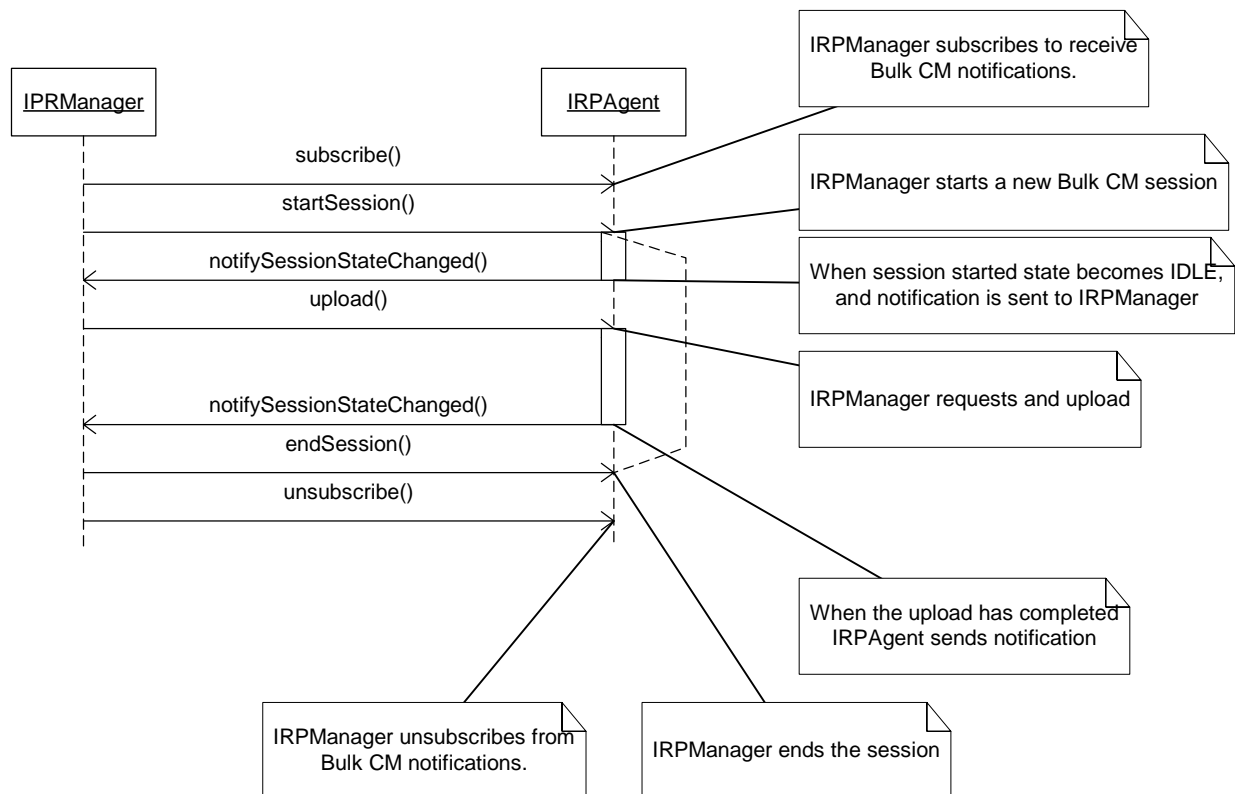 IRPManager subscribes to receive
Bulk CM notifications.
IPRManager
IRPAgent
subscribe()
IRPManager starts a new Bulk CM session
startSession()
notifySessionStateChanged()
When session started state becomes IDLE,
and notification is sent to IRPManager
upload()
IRPManager requests and upload
notifySessionStateChanged()
endSession()
unsubscribe()
When the upload has completed
IRPAgent sends notification
IRPManager unsubscribes from
Bulk CM notifications.
IRPManager ends the session